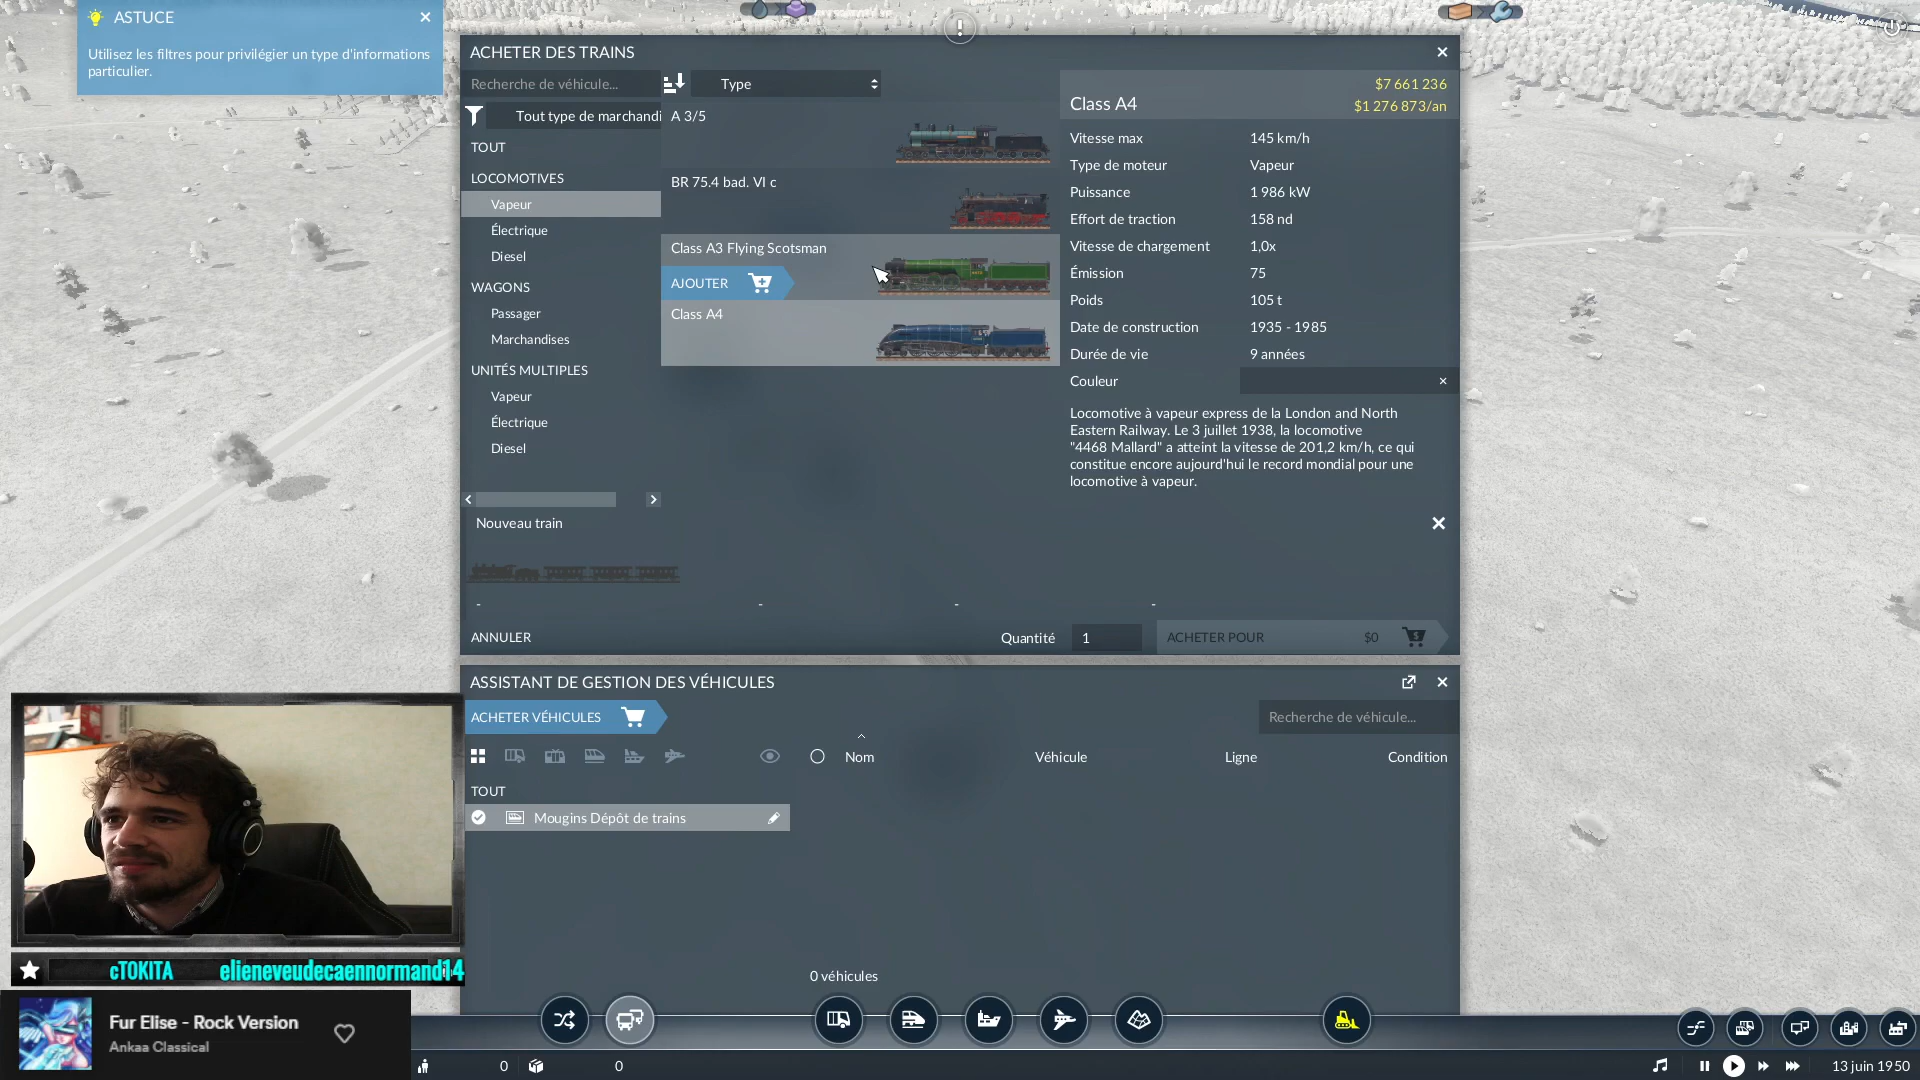 ASTUCE
Utilisez les filtres pour privilégier un type d'informations
particulier.
ACHETER DES TRAINS
Recherche de véhicule...
Type
Tout type de marchandi
TOUT
LOCOMOTIVES
Vapeur
Électrique
Diesel
WAGONS
Passager
Marchandises
UNITÉS MULTIPLES
Vapeur
Électrique
Diesel
A 3/5
BR 75.4 bad. VI c
Class A3 Flying Scotsman
AJOUTER
Class A4
$7 661 236
Class A4
$1 276 873/an
Vitesse max 145 km/h
Type de moteur Vapeur
Puissance 1 986 kW
Effort de traction 158 nd
Vitesse de chargement 1,0x
Émission 75
Poids 105 t
Date de construction 1935 - 1985
Durée de vie 9 années
Couleur
Locomotive à vapeur express de la London and North
Eastern Railway. Le 3 juillet 1938, la locomotive
"4468 Mallard" a atteint la vitesse de 201,2 km/h, ce qui
constitue encore aujourd'hui le record mondial pour une
locomotive à vapeur.
Nouveau train
- - - -
ANNULER
Quantité 1
ACHETER POUR $0
ASSISTANT DE GESTION DES VÉHICULES
ACHETER VÉHICULES
Recherche de véhicule...
Nom Véhicule Ligne Condition
TOUT
Mougins Dépôt de trains
0 véhicules
cTOKITA elieneveudecaennormand14
Fur Elise - Rock Version
Ankaa Classical
0 0
13 juin 1950